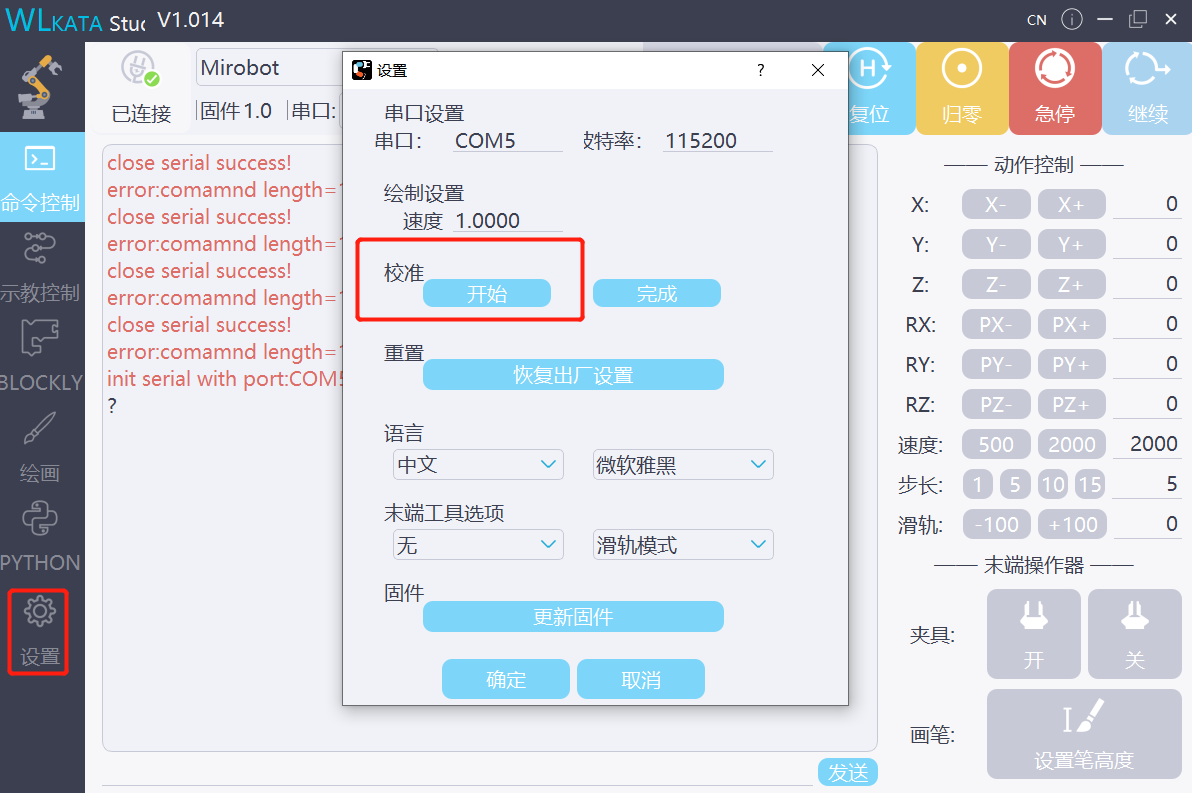 WLKATA Stuc V1.014
CN
已连接
Mirobot
固件 1.0
串口:
复位
归零
急停
继续
命令控制
示教控制
BLOCKLY
绘画
PYTHON
设置
close serial success!
error:comamnd length=
close serial success!
error:comamnd length=
close serial success!
error:comamnd length=
close serial success!
error:comamnd length=
init serial with port:COM5
?
发送
设置
?
串口设置
串口: COM5 波特率: 115200
绘制设置
速度 1.0000
校准
开始 完成
重置
恢复出厂设置
语言
中文 微软雅黑
末端工具选项
无 滑轨模式
固件
更新固件
确定 取消
动作控制
X: X- X+ 0
Y: Y- Y+ 0
Z: Z- Z+ 0
RX: PX- PX+ 0
RY: PY- PY+ 0
RZ: PZ- PZ+ 0
速度: 500 2000 2000
步长: 1 5 10 15 5
滑轨: -100 +100 0
末端操作器
夹具: 开 关
画笔: 设置笔高度